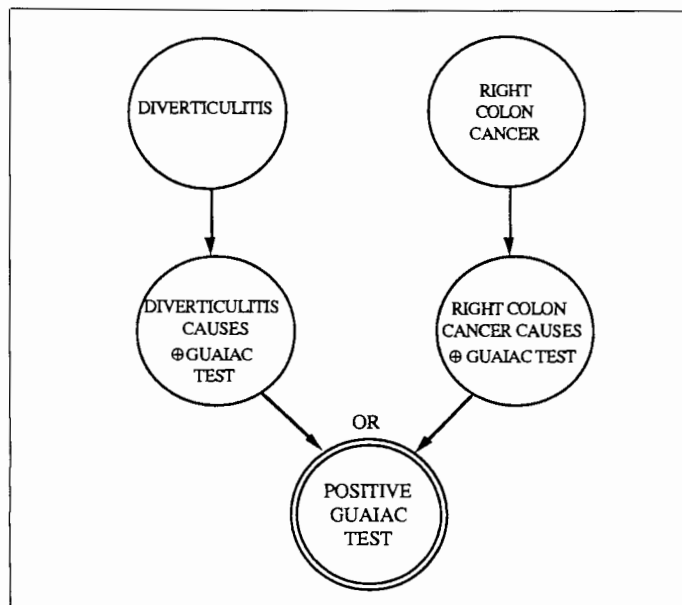 DIVERTICULITIS
RIGHT
COLON
CANCER
DIVERTICULITIS
CAUSES
⊕GUAIAC
TEST
RIGHT COLON
CANCER CAUSES
⊕ GUAIAC TEST
OR
POSITIVE
GUAIAC
TEST